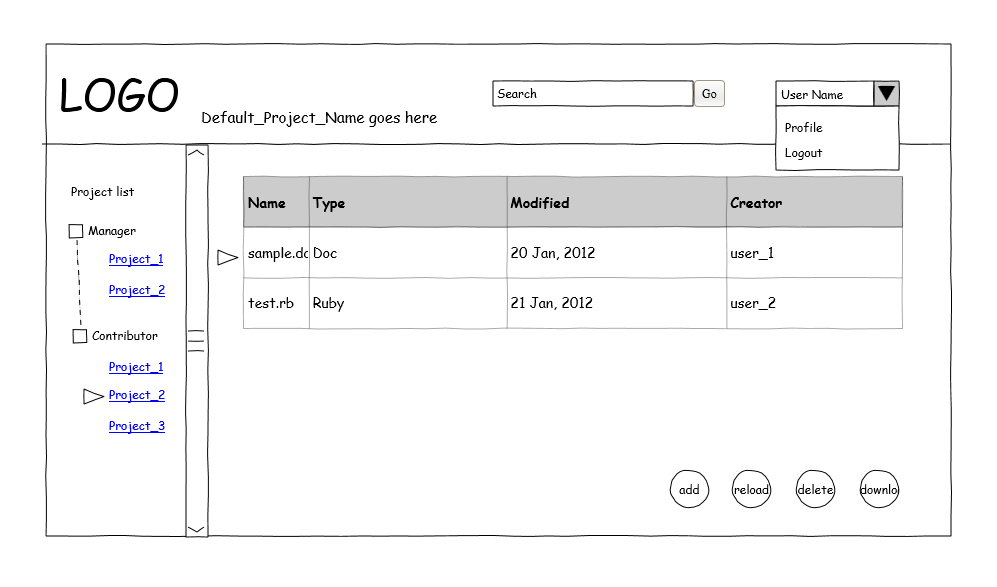 LOGO
Default_Project_Name goes here
Search
Go
User Name
Profile
Logout
Project list
Manager
Project_1
Project_2
Contributor
Project_1
Project_2
Project_3
Name Type Modified Creator
sample.dc Doc 20 Jan, 2012 user_1
test.rb Ruby 21 Jan, 2012 user_2
add reload delete downlo